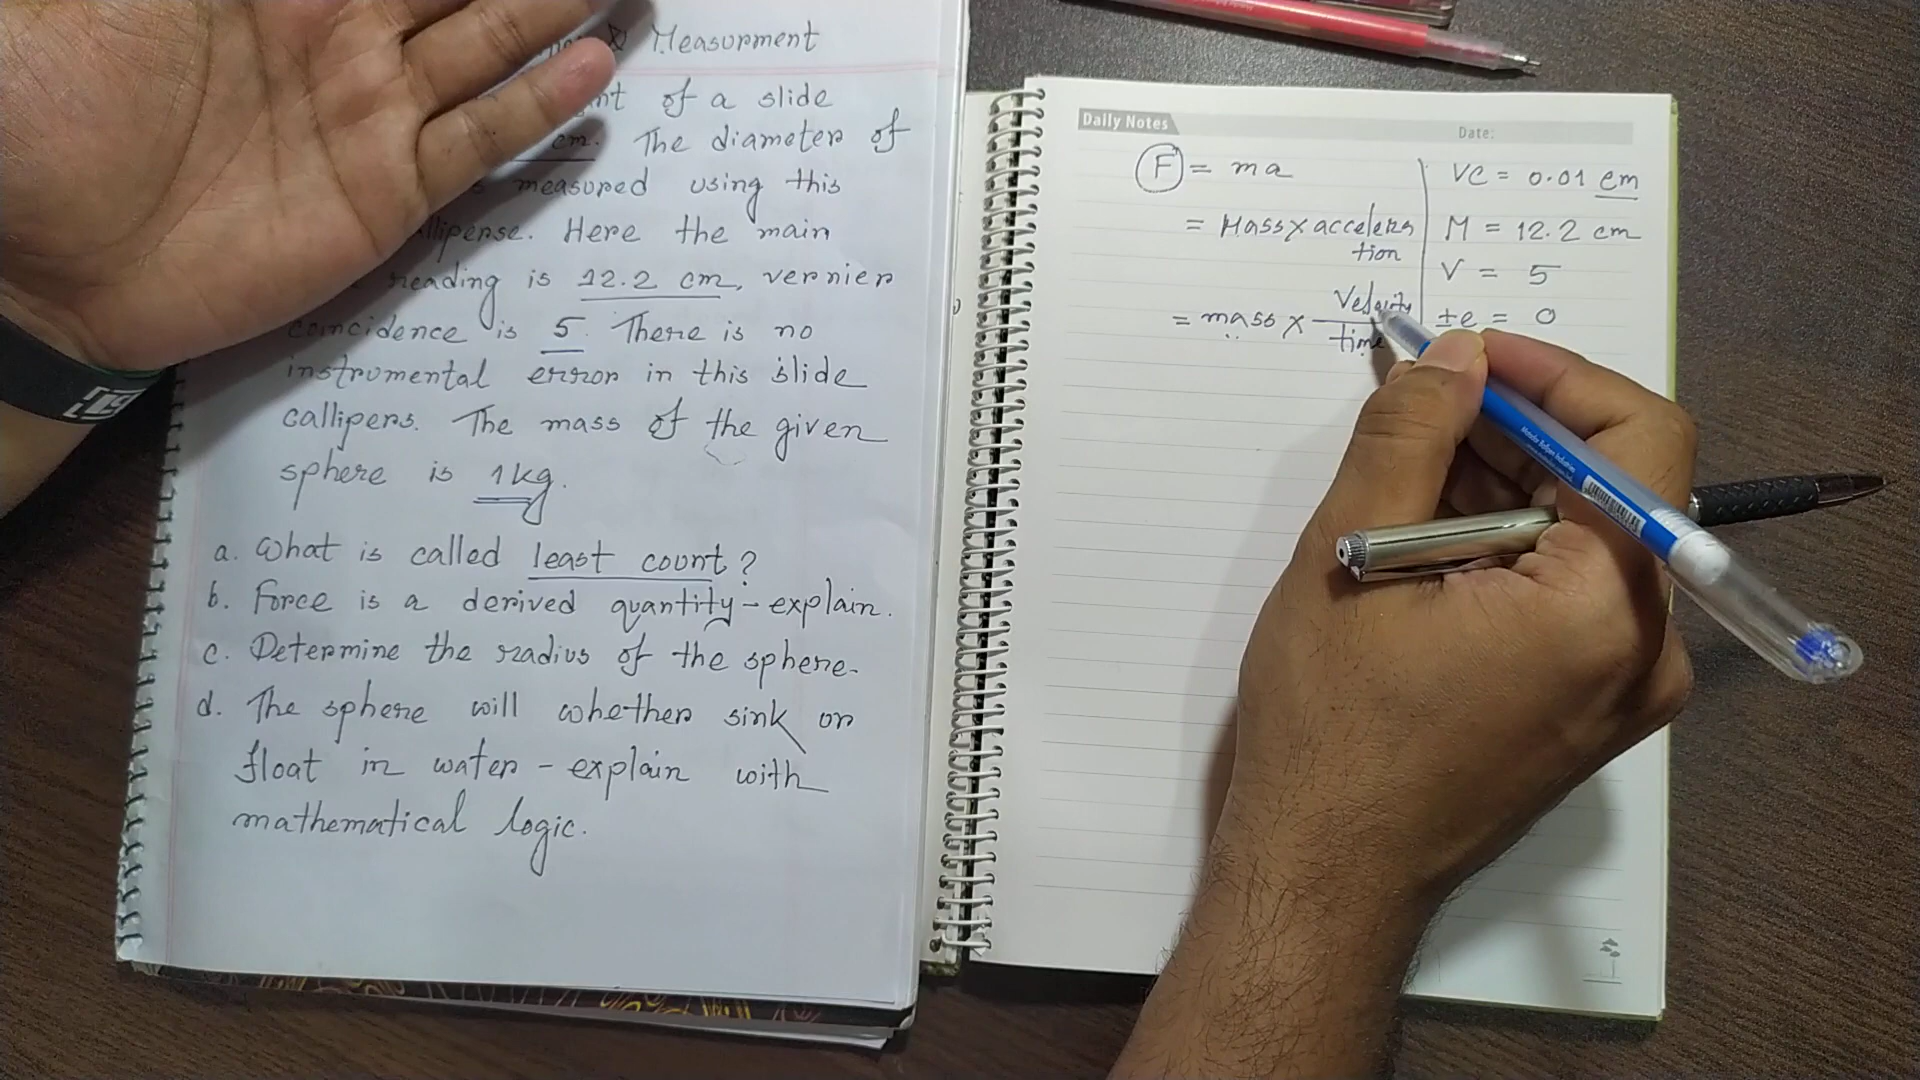 & Measurment
of a slide
cm. The diameter of
measured using this
Here the main
reading is 12.2 cm, vernier
coincidence is 5. There is no
instrumental error in this slide
callipers. The mass of the given
sphere is 1 kg.
a. What is called least count?
b. Force is a derived quantity - explain.
c. Determine the radius of the sphere.
d. The sphere will whether sink or
float in water - explain with
mathematical logic.
Daily Notes
Date:
F = ma
= Mass × accelera
tion
= mass × Velocity
time
VC = 0.01 cm
M = 12.2 cm
V = 5
±e = 0